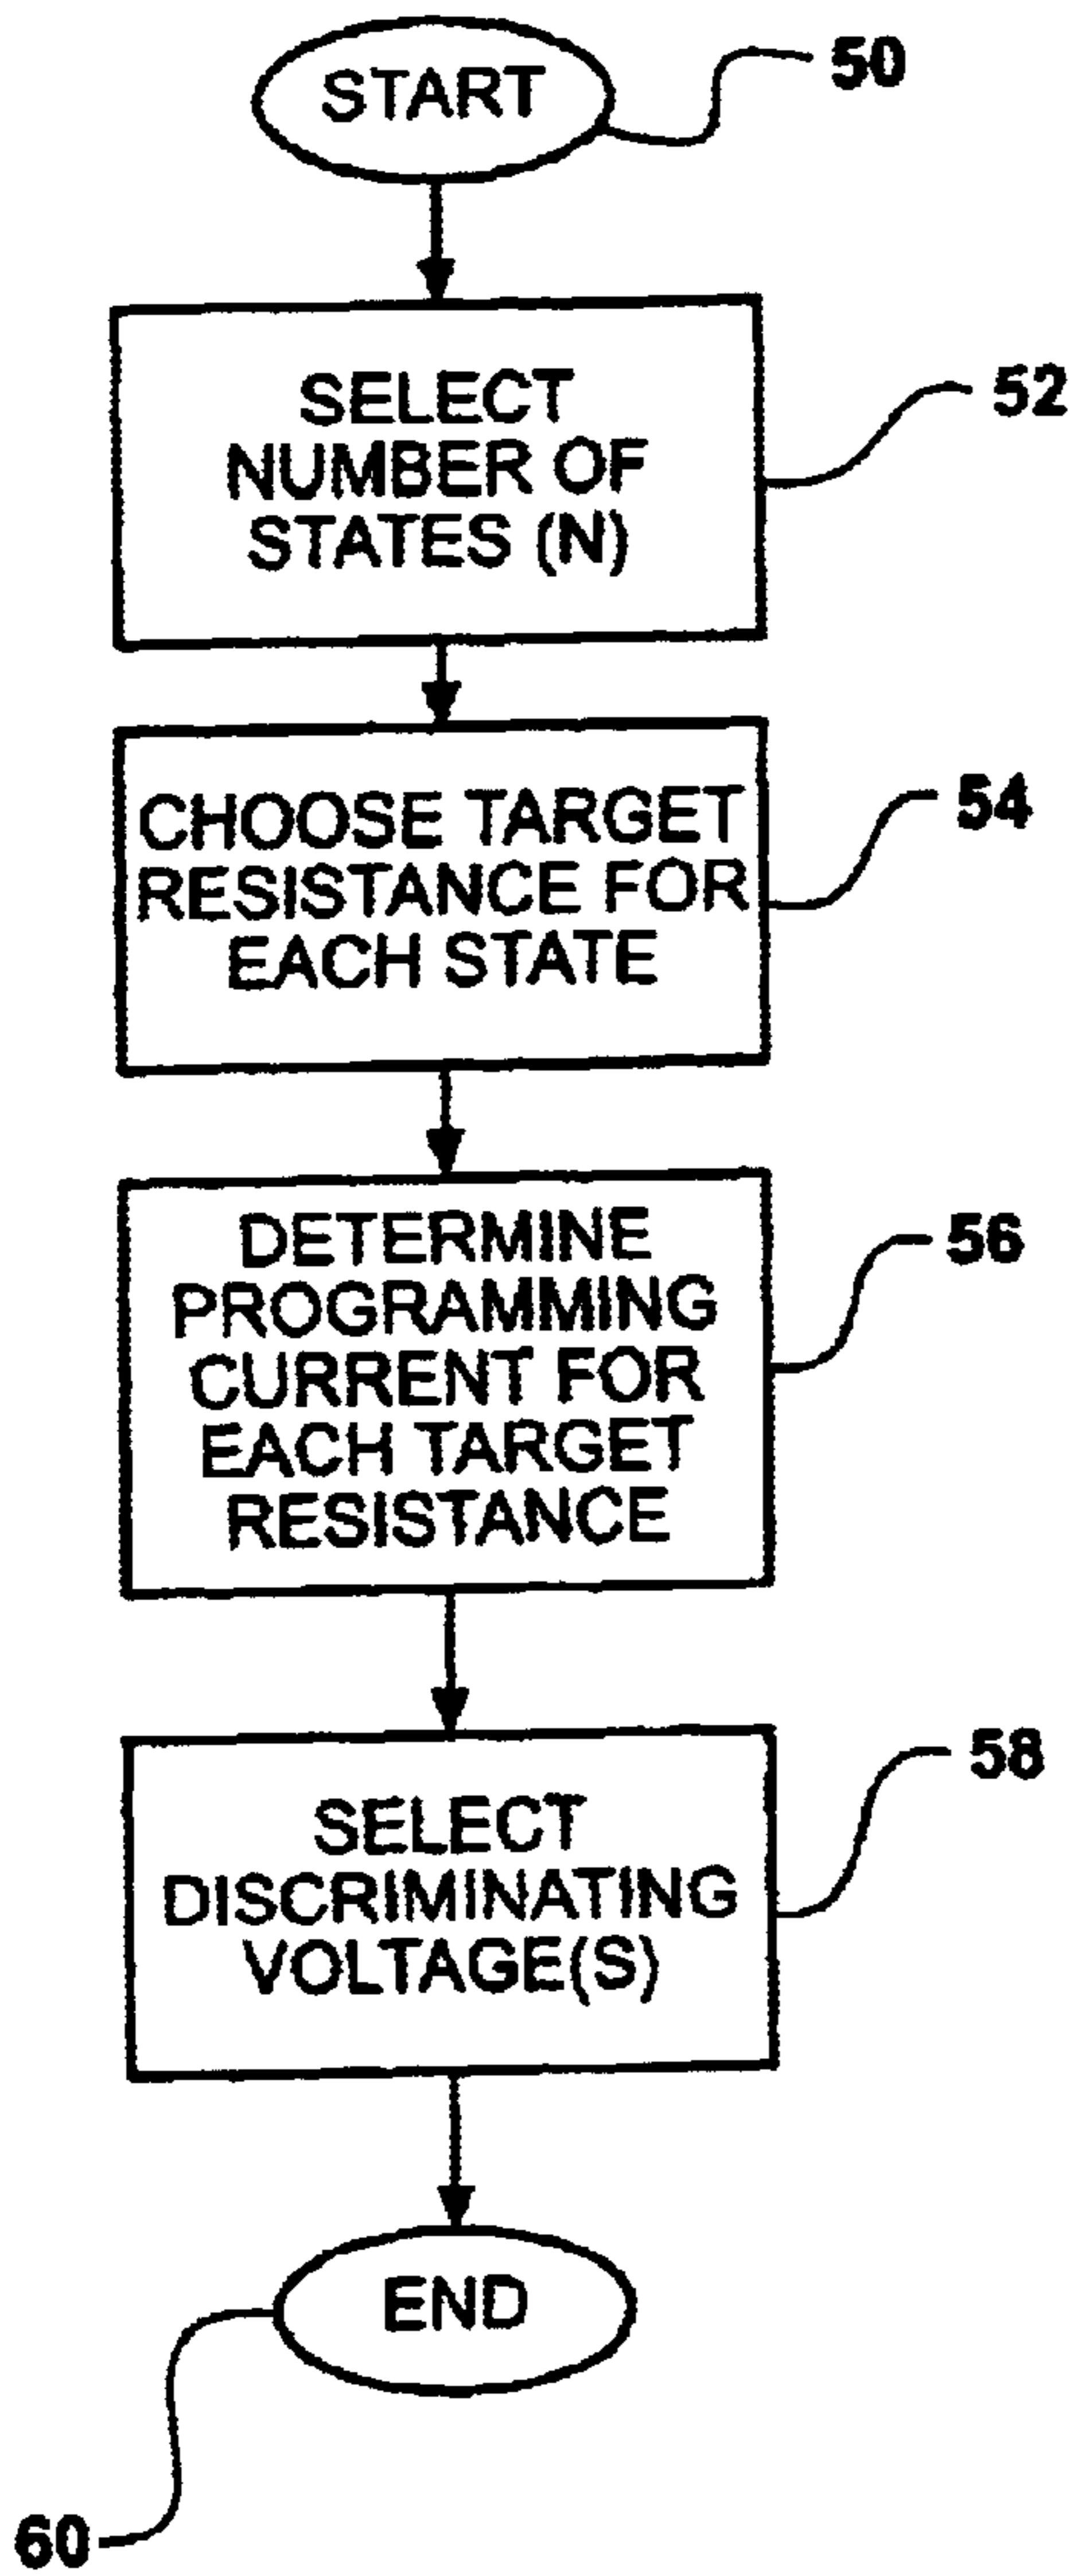 START
50
SELECT
NUMBER OF
STATES (N)
52
CHOOSE TARGET
RESISTANCE FOR
EACH STATE
54
DETERMINE
PROGRAMMING
CURRENT FOR
EACH TARGET
RESISTANCE
56
SELECT
DISCRIMINATING
VOLTAGE(S)
58
END
60